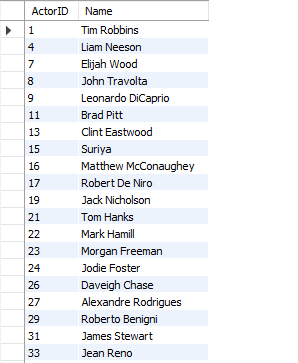 ActorID Name
1 Tim Robbins
4 Liam Neeson
7 Elijah Wood
8 John Travolta
9 Leonardo DiCaprio
11 Brad Pitt
13 Clint Eastwood
15 Suriya
16 Matthew McConaughey
17 Robert De Niro
19 Jack Nicholson
21 Tom Hanks
22 Mark Hamill
23 Morgan Freeman
24 Jodie Foster
26 Daveigh Chase
27 Alexandre Rodrigues
29 Roberto Benigni
31 James Stewart
33 Jean Reno